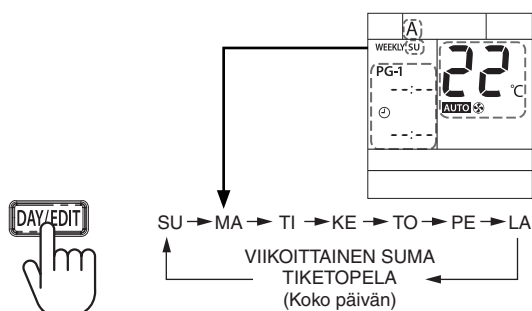 A
WEEKLY SU
PG-1
--:--
--:--
22 °C
AUTO
DAY/EDIT
SU → MA → TI → KE → TO → PE → LA
VIIKOITTAINEN SUMA
TIKETOPELA
(Koko päivän)